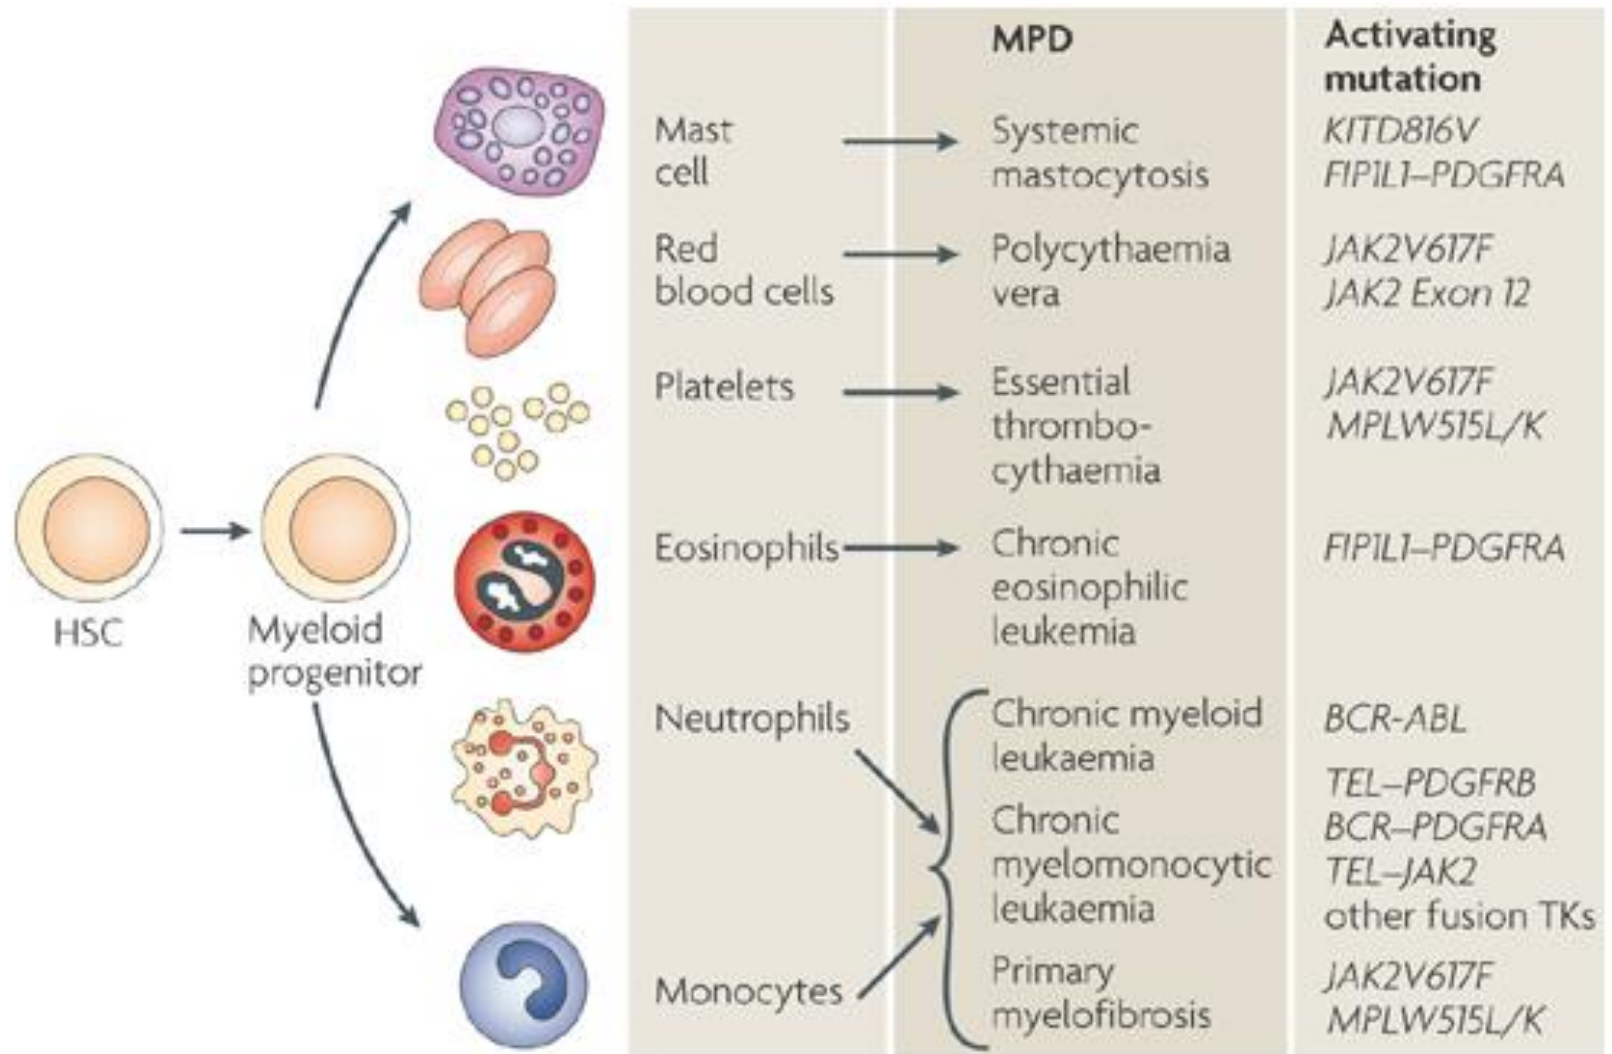 MPD
Activating
mutation
Mast
cell
Systemic
mastocytosis
KITD816V
FIP1L1–PDGFRA
Red
blood cells
Polycythaemia
vera
JAK2V617F
JAK2 Exon 12
Platelets
Essential
thrombo-
cythaemia
JAK2V617F
MPLW515L/K
HSC
Myeloid
progenitor
Eosinophils
Chronic
eosinophilic
leukemia
FIP1L1–PDGFRA
Neutrophils
Chronic myeloid
leukaemia
BCR-ABL
Chronic
myelomonocytic
leukaemia
TEL–PDGFRB
BCR–PDGFRA
TEL–JAK2
other fusion TKs
Monocytes
Primary
myelofibrosis
JAK2V617F
MPLW515L/K